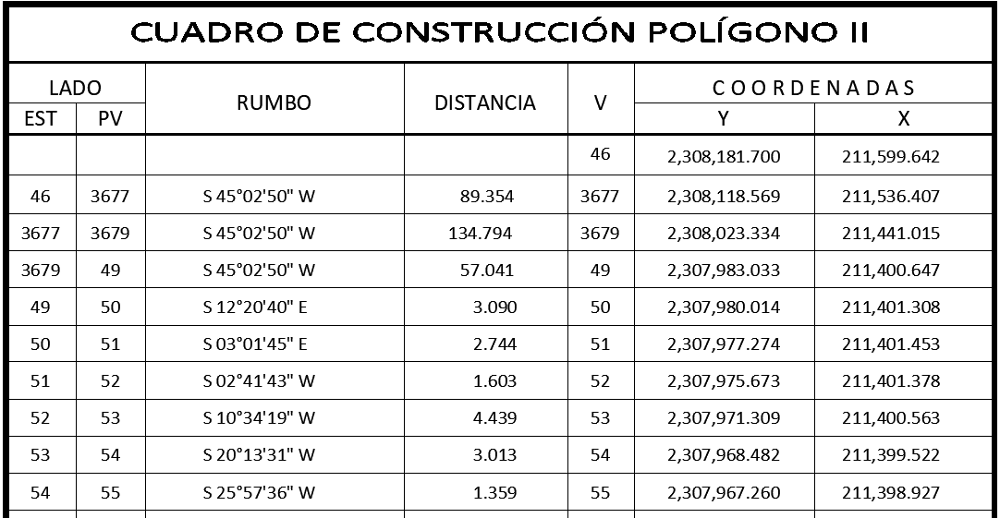 CUADRO DE CONSTRUCCIÓN POLÍGONO II
LADO RUMBO DISTANCIA V C O O R D E N A D A S
EST PV Y X
46 2,308,181.700 211,599.642
46 3677 S 45°02'50" W 89.354 3677 2,308,118.569 211,536.407
3677 3679 S 45°02'50" W 134.794 3679 2,308,023.334 211,441.015
3679 49 S 45°02'50" W 57.041 49 2,307,983.033 211,400.647
49 50 S 12°20'40" E 3.090 50 2,307,980.014 211,401.308
50 51 S 03°01'45" E 2.744 51 2,307,977.274 211,401.453
51 52 S 02°41'43" W 1.603 52 2,307,975.673 211,401.378
52 53 S 10°34'19" W 4.439 53 2,307,971.309 211,400.563
53 54 S 20°13'31" W 3.013 54 2,307,968.482 211,399.522
54 55 S 25°57'36" W 1.359 55 2,307,967.260 211,398.927